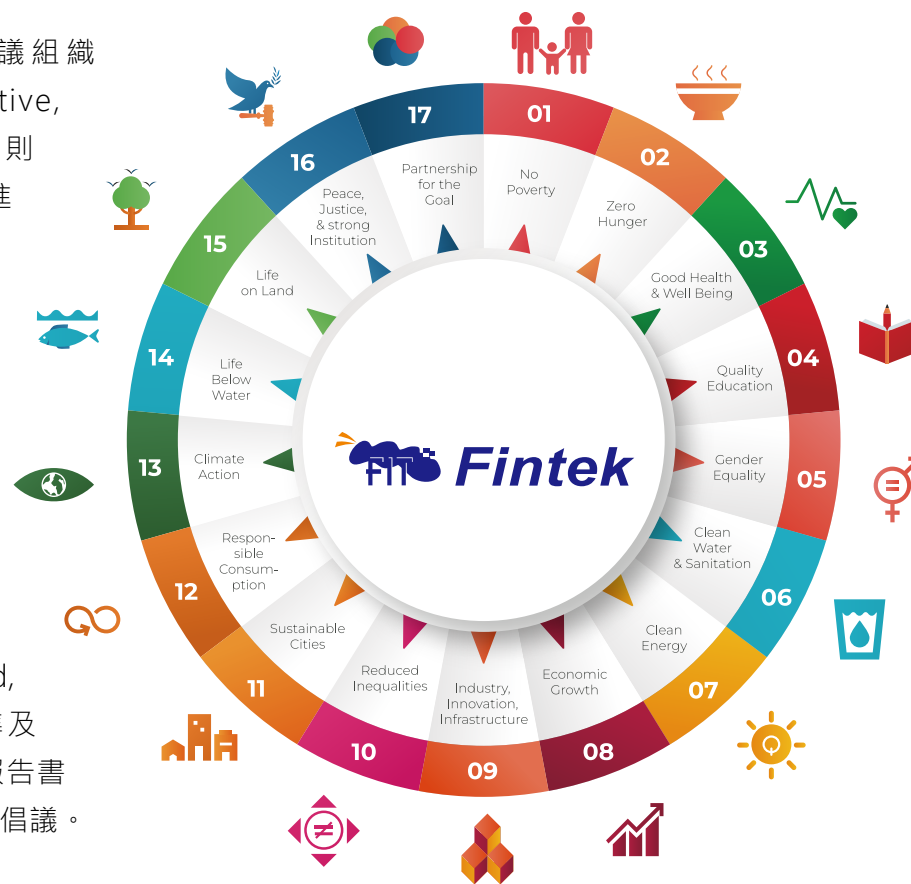 議組織
tive,
則
進
d,
準及
報告書
倡議。
01
No
Poverty
02
Zero
Hunger
03
Good Health
& Well Being
04
Quality
Education
05
Gender
Equality
06
Clean
Water
& Sanitation
07
Clean
Energy
08
Economic
Growth
09
Industry,
Innovation,
Infrastructure
10
Reduced
Inequalities
11
Sustainable
Cities
12
Respon-
sible
Consum-
ption
13
Climate
Action
14
Life
Below
Water
15
Life
on Land
16
Peace,
Justice,
& strong
Institution
17
Partnership
for the
Goal
Fintek